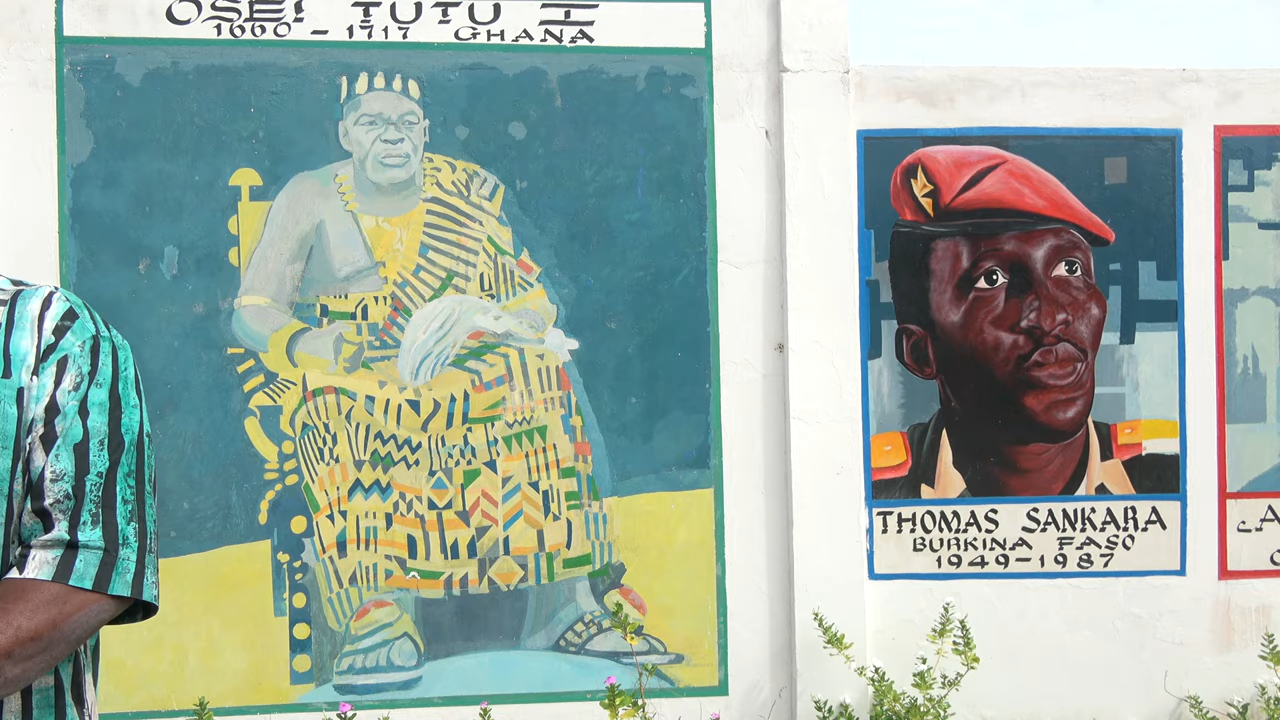 OSEI TUTU I
1660 - 1717 GHANA
THOMAS SANKARA
BURKINA FASO
1949-1987